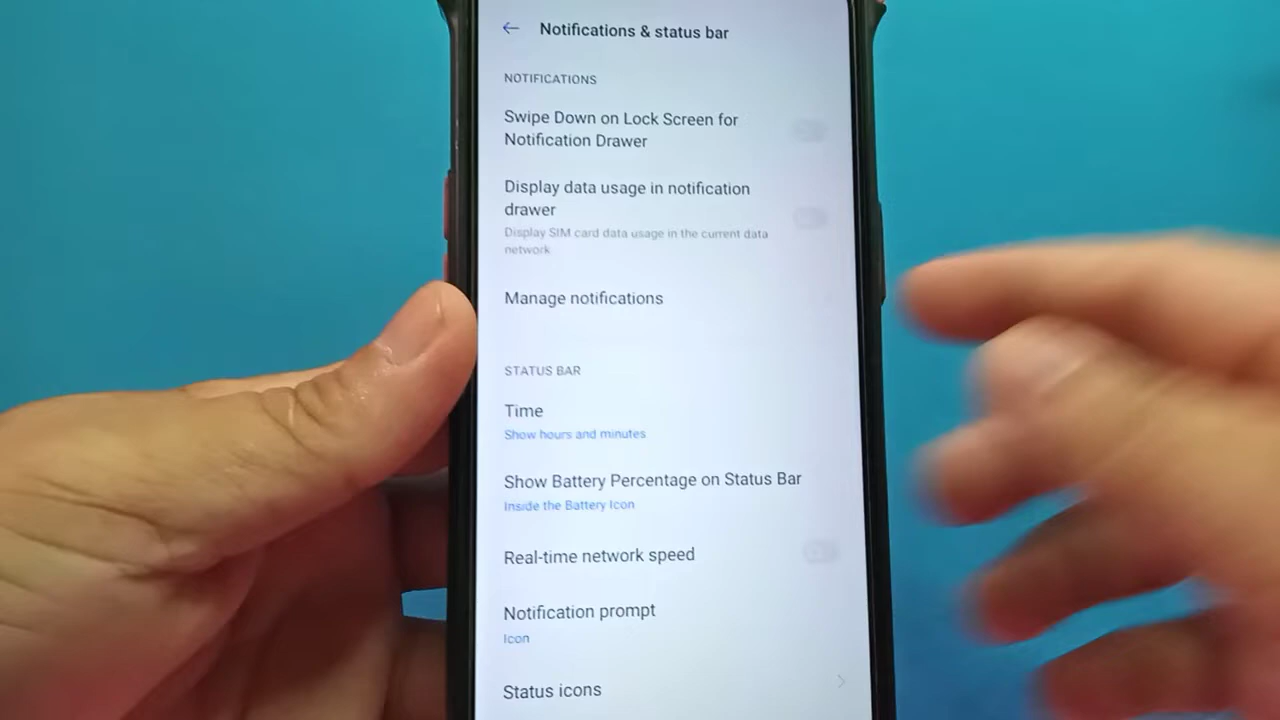 Notifications & status bar
NOTIFICATIONS
Swipe Down on Lock Screen for
Notification Drawer
Display data usage in notification
drawer
Display SIM card data usage in the current data
network
Manage notifications
STATUS BAR
Time
Show hours and minutes
Show Battery Percentage on Status Bar
Inside the Battery Icon
Real-time network speed
Notification prompt
Icon
Status icons